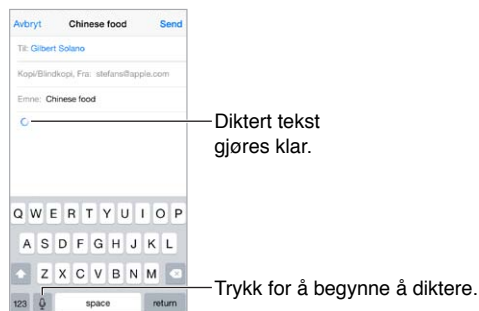 Avbryt Chinese food Send
Til: Gilbert Solano
Kopi/Blindkopi, Fra: stefans@apple.com
Emne: Chinese food
Diktert tekst
gjøres klar.
Q W E R T Y U I O P
A S D F G H J K L
Z X C V B N M
Trykk for å begynne å diktere.
123 space return